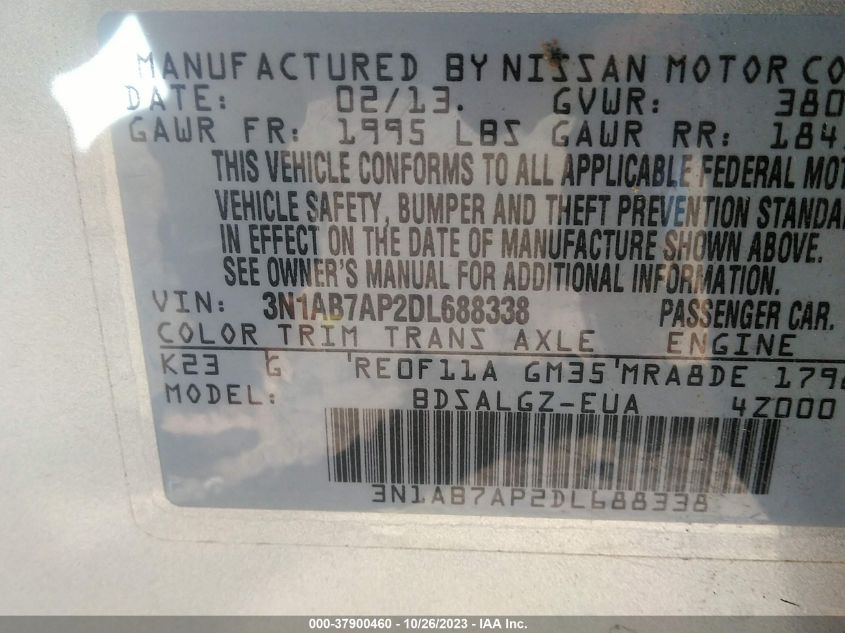 MANUFACTURED BY NISSAN MOTOR CO
DATE: 02/13. GVWR: 380
GAWR FR: 1995 LBS GAWR RR: 184
THIS VEHICLE CONFORMS TO ALL APPLICABLE FEDERAL MOT
VEHICLE SAFETY, BUMPER AND THEFT PREVENTION STANDA
IN EFFECT ON THE DATE OF MANUFACTURE SHOWN ABOVE.
SEE OWNER'S MANUAL FOR ADDITIONAL INFORMATION.
VIN: 3N1AB7AP2DL688338 PASSENGER CAR.
COLOR TRIM TRANS AXLE ENGINE
K23 G RE0F11A GM35 MRA8DE 179
MODEL: BDSALGZ-EUA 4Z000
3N1AB7AP2DL688338
000-37900460 - 10/26/2023 - IAA Inc.